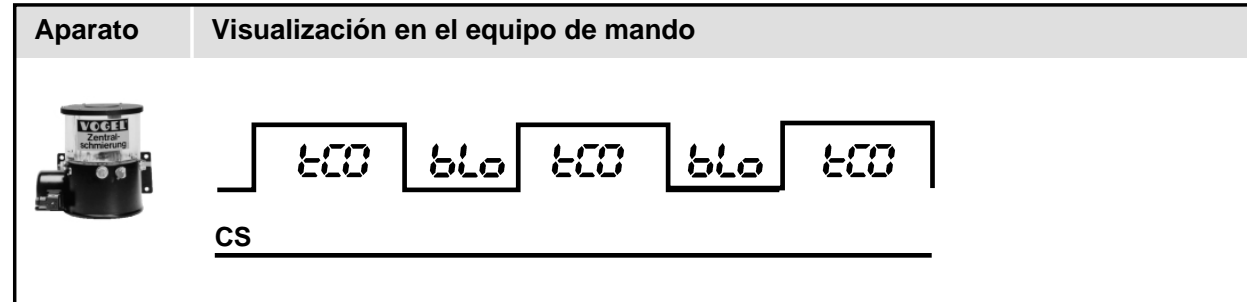 Aparato Visualización en el equipo de mando
VOGEL
Zentral-
schmierung
tCO bLo tCO bLo tCO
CS